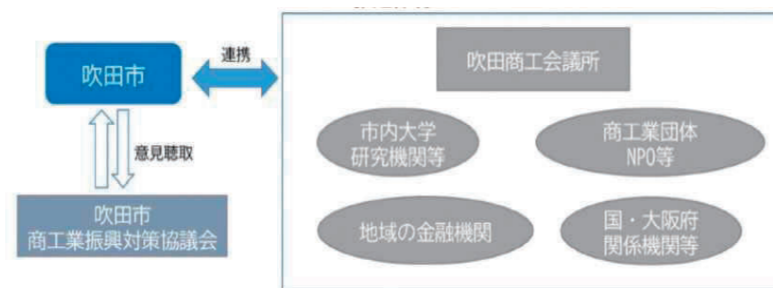 吹田市
連携
意見聴取
吹田市
商工業振興対策協議会
吹田商工会議所
市内大学
研究機関等
商工業団体
NPO等
地域の金融機関
国・大阪府
関係機関等